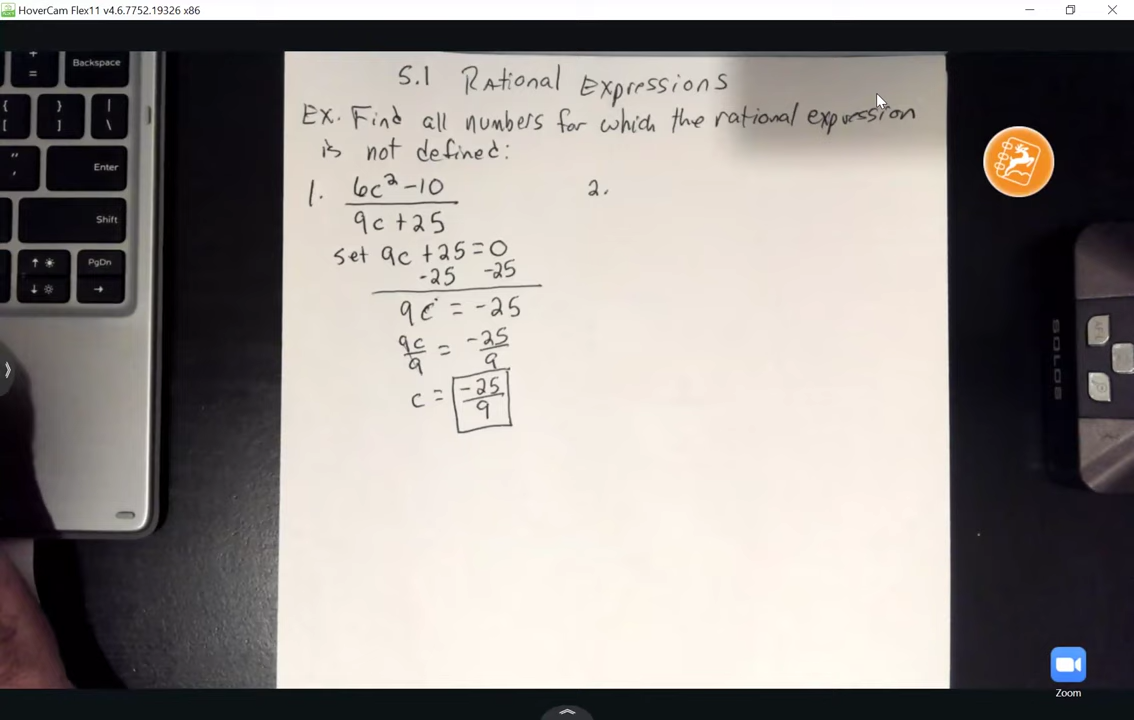 HoverCam Flex11 v4.6.7752.19326 x86
5.1 Rational Expressions
Ex. Find all numbers for which the rational expression
is not defined:
1. 6c² - 10
9c + 25
2.
set 9c + 25 = 0
-25 -25
9c = -25
9c/9 = -25/9
c = -25/9
+
=
Backspace
{
[
}
]
|
\
"
'
Enter
Shift
PgDn
SOLO8
AF
Zoom